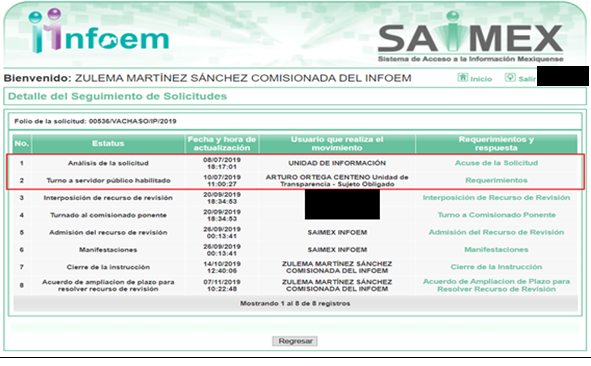 infoem
SAIMEX
Sistema de Acceso a la Información Mexiquense
Bienvenido: ZULEMA MARTÍNEZ SÁNCHEZ COMISIONADA DEL INFOEM
Inicio Salir
Detalle del Seguimiento de Solicitudes
Folio de la solicitud: 00536/VACHASO/IP/2019
No. Estatus Fecha y hora de actualización Usuario que realiza el movimiento Requerimientos y respuesta
1 Análisis de la solicitud 08/07/2019 18:17:01 UNIDAD DE INFORMACIÓN Acuse de la Solicitud
2 Turno a servidor público habilitado 10/07/2019 11:00:27 ARTURO ORTEGA CENTENO Unidad de Transparencia - Sujeto Obligado Requerimientos
3 Interposición de recurso de revisión 20/09/2019 18:34:53 Interposición de Recurso de Revisión
4 Turnado al comisionado ponente 20/09/2019 18:34:53 Turno a Comisionado Ponente
5 Admisión del recurso de revisión 26/09/2019 00:13:41 SAIMEX INFOEM Admisión del Recurso de Revisión
6 Manifestaciones 26/09/2019 00:13:41 SAIMEX INFOEM Manifestaciones
7 Cierre de la instrucción 14/10/2019 12:40:06 ZULEMA MARTÍNEZ SÁNCHEZ COMISIONADA DEL INFOEM Cierre de la Instrucción
8 Acuerdo de ampliacion de plazo para resolver recurso de revisión 07/11/2019 10:22:48 ZULEMA MARTÍNEZ SÁNCHEZ COMISIONADA DEL INFOEM Acuerdo de Ampliacion de Plazo para Resolver Recurso de Revisión
Mostrando 1 al 8 de 8 registros
Regresar